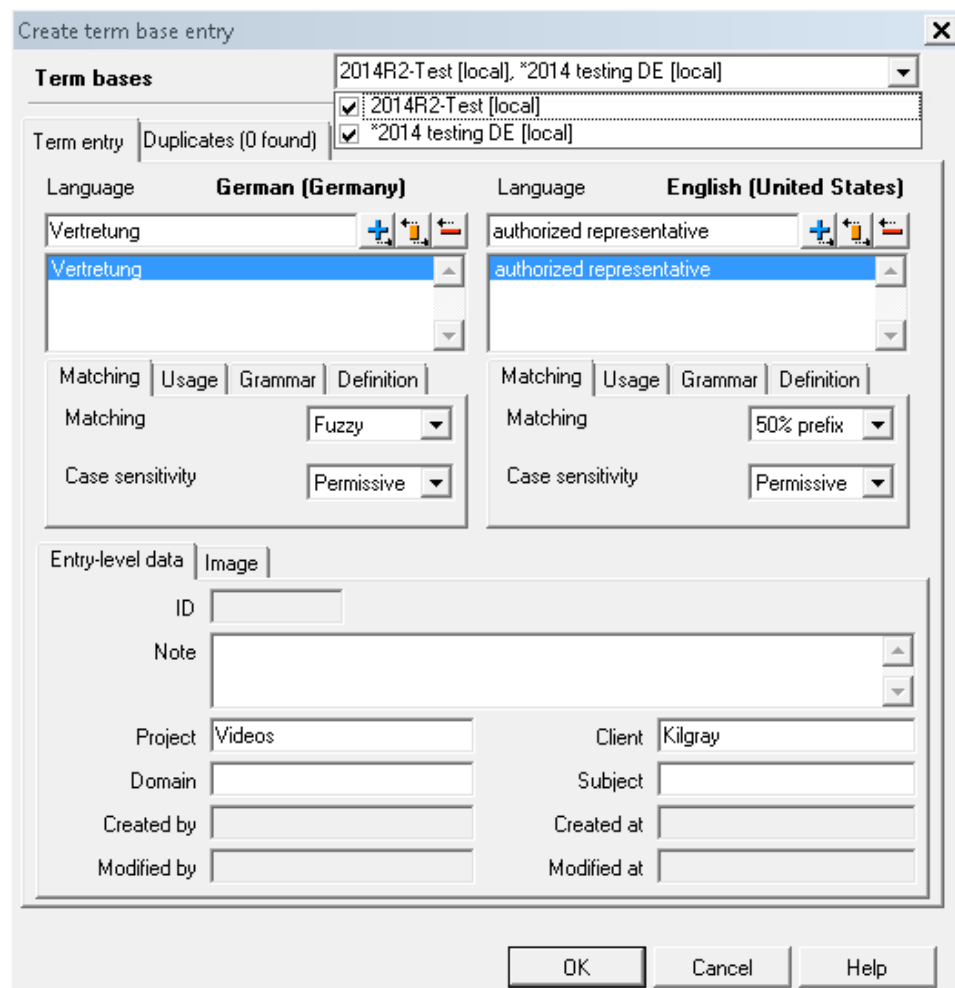 Create term base entry
Term bases
2014R2-Test [local], *2014 testing DE [local]
2014R2-Test [local]
*2014 testing DE [local]
Term entry Duplicates (0 found)
Language German (Germany) Language English (United States)
Vertretung authorized representative
Vertretung authorized representative
Matching Usage Grammar Definition Matching Usage Grammar Definition
Matching Fuzzy Matching 50% prefix
Case sensitivity Permissive Case sensitivity Permissive
Entry-level data Image
ID
Note
Project Videos Client Kilgray
Domain Subject
Created by Created at
Modified by Modified at
OK Cancel Help